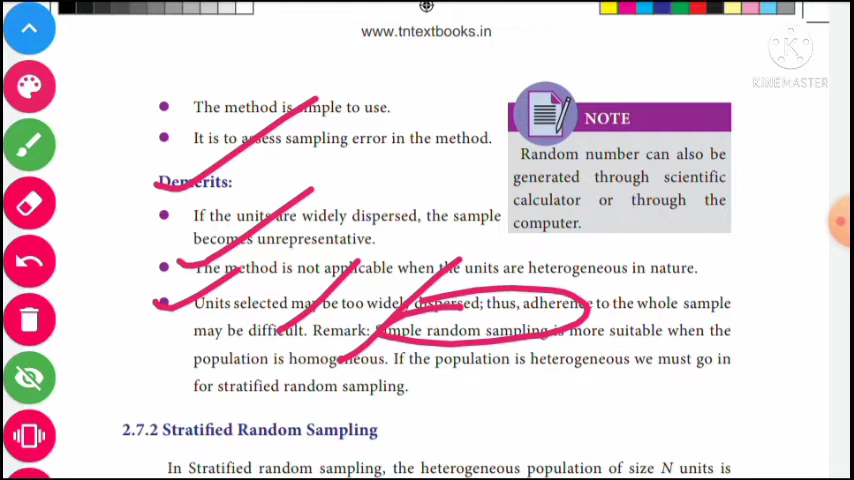 www.tntextbooks.in
KINEMASTER
The method is simple to use.
It is to assess sampling error in the method.
Demerits:
If the units are widely dispersed, the sample
becomes unrepresentative.
NOTE
Random number can also be
generated through scientific
calculator or through the
computer.
The method is not applicable when the units are heterogeneous in nature.
Units selected may be too widely dispersed; thus, adherence to the whole sample
may be difficult. Remark: Simple random sampling is more suitable when the
population is homogeneous. If the population is heterogeneous we must go in
for stratified random sampling.
2.7.2 Stratified Random Sampling
In Stratified random sampling, the heterogeneous population of size N units is